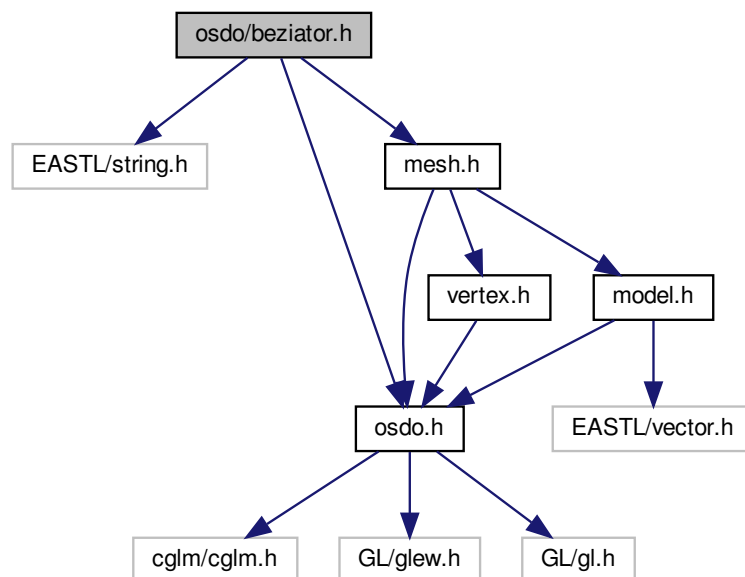 osdo/beziator.h
EASTL/string.h
mesh.h
vertex.h
model.h
osdo.h
EASTL/vector.h
cglm/cglm.h
GL/glew.h
GL/gl.h